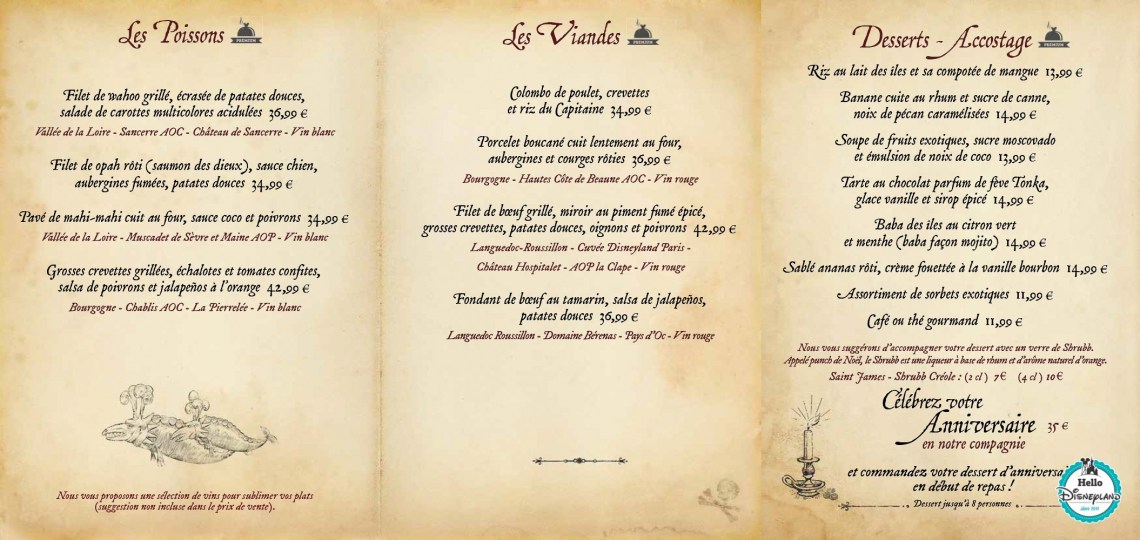 Les Poissons
PREMIUM
Filet de wahoo grillé, écrasée de patates douces,
salade de carottes multicolores acidulées 36,99 €
Vallée de la Loire - Sancerre AOC - Château de Sancerre - Vin blanc
Filet de opah rôti (saumon des dieux), sauce chien,
aubergines fumées, patates douces 34,99 €
Pavé de mahi-mahi cuit au four, sauce coco et poivrons 34,99 €
Vallée de la Loire - Muscadet de Sèvre et Maine AOP - Vin blanc
Grosses crevettes grillées, échalotes et tomates confites,
salsa de poivrons et jalapeños à l'orange 42,99 €
Bourgogne - Chablis AOC - La Pierrelée - Vin blanc
Nous vous proposons une sélection de vins pour sublimer vos plats
(suggestion non incluse dans le prix de vente).
Les Viandes
PREMIUM
Colombo de poulet, crevettes
et riz du Capitaine 34,99 €
Porcelet boucané cuit lentement au four,
aubergines et courges rôties 36,99 €
Bourgogne - Hautes Côte de Beaune AOC - Vin rouge
Filet de bœuf grillé, miroir au piment fumé épicé,
grosses crevettes, patates douces, oignons et poivrons 42,99 €
Languedoc-Roussillon - Cuvée Disneyland Paris -
Château Hospitalet - AOP la Clape - Vin rouge
Fondant de bœuf au tamarin, salsa de jalapeños,
patates douces 36,99 €
Languedoc Roussillon - Domaine Bérenas - Pays d'Oc - Vin rouge
Desserts - Accostage
PREMIUM
Riz au lait des îles et sa compotée de mangue 13,99 €
Banane cuite au rhum et sucre de canne,
noix de pécan caramélisées 14,99 €
Soupe de fruits exotiques, sucre moscovado
et émulsion de noix de coco 13,99 €
Tarte au chocolat parfum de fêve Tonka,
glace vanille et sirop épicé 14,99 €
Baba des îles au citron vert
et menthe (baba façon mojito) 14,99 €
Sablé ananas rôti, crème fouettée à la vanille bourbon 14,99 €
Assortiment de sorbets exotiques 11,99 €
Café ou thé gourmand 11,99 €
Nous vous suggérons d'accompagner votre dessert avec un verre de Shrubb.
Appelé punch de Noël, le Shrubb est une liqueur à base de rhum et d'arôme naturel d'orange.
Saint James - Shrubb Créole : (2 cl) 7€ (4 cl) 10€
Célébrez votre
Anniversaire 35 €
en notre compagnie
et commandez votre dessert d'anniversai
en début de repas !
Dessert jusqu'à 8 personnes
Hello
Disneyland